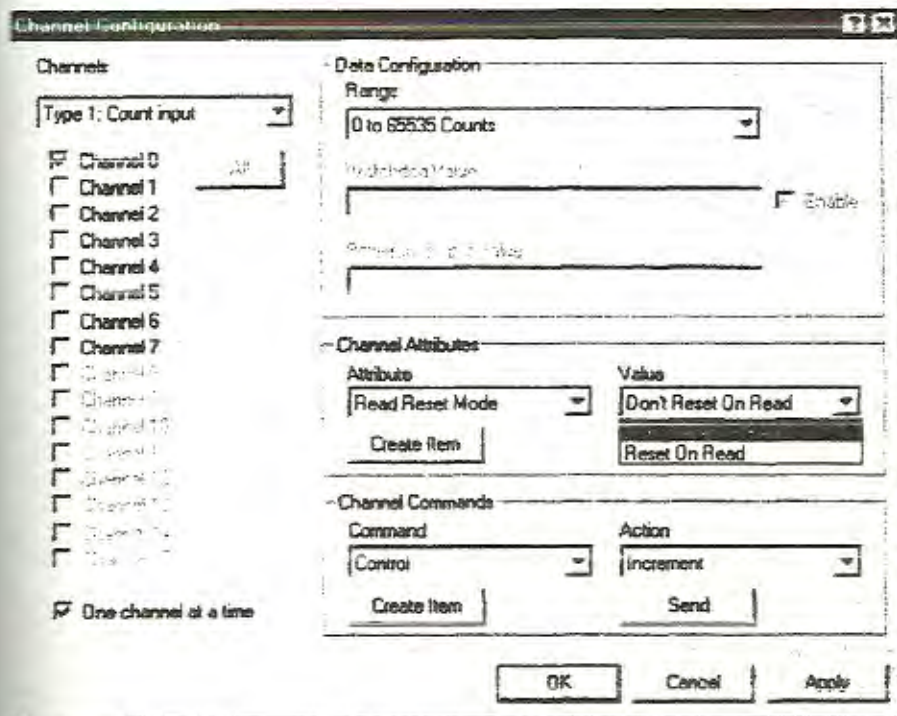 Channel Configuration
Channels
Type 1: Count input
All
Channel 0
Channel 1
Channel 2
Channel 3
Channel 4
Channel 5
Channel 6
Channel 7
One channel at a time
Data Configuration
Range
0 to 65535 Counts
Value
Enable
Value
Channel Attributes
Attribute
Read Reset Mode
Create Item
Value
Don't Reset On Read
Reset On Read
Channel Commands
Command
Control
Create Item
Action
Increment
Send
OK
Cancel
Apply